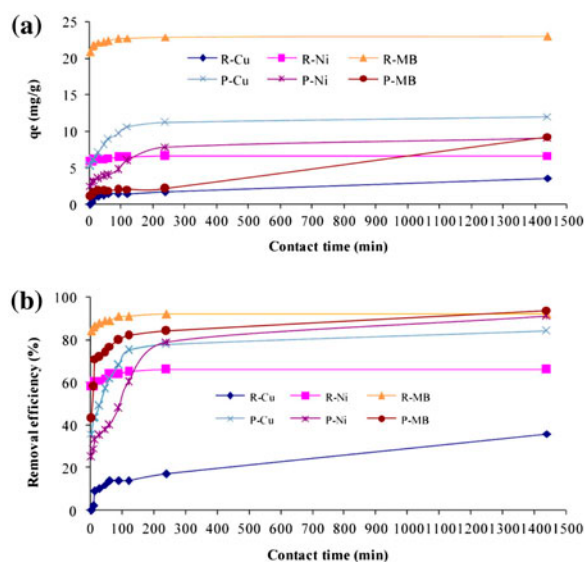 (a)
25
20
15
10
5
0
qe (mg/g)
R-Cu R-Ni R-MB
P-Cu P-Ni P-MB
0 100 200 300 400 500 600 700 800 900 1000 1100 1200 1300 1400 1500
Contact time (min)
(b)
100
80
60
40
20
0
Removal efficiency (%)
R-Cu R-Ni R-MB
P-Cu P-Ni P-MB
0 100 200 300 400 500 600 700 800 900 1000 1100 1200 1300 1400 1500
Contact time (min)